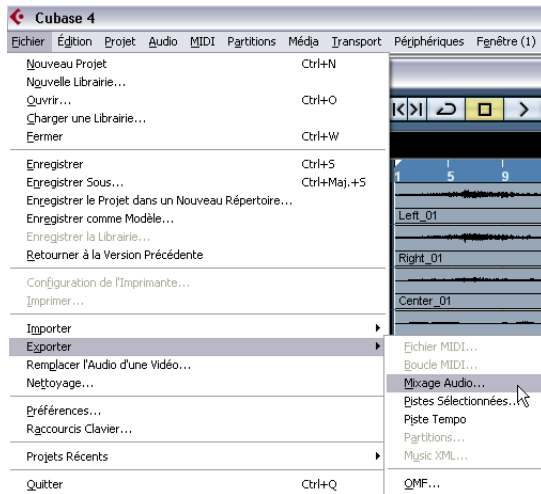 Cubase 4
Fichier Édition Projet Audio MIDI Partitions Média Transport Périphériques Fenêtre (1)
Nouveau Projet Ctrl+N
Nouvelle Librairie...
Ouvrir... Ctrl+O
Charger une Librairie...
Fermer Ctrl+W
Enregistrer Ctrl+S
Enregistrer Sous... Ctrl+Maj.+S
Enregistrer le Projet dans un Nouveau Répertoire...
Enregistrer comme Modèle...
Enregistrer la Librairie...
Retourner à la Version Précédente
Configuration de l'Imprimante...
Imprimer...
Importer
Exporter
Remplacer l'Audio d'une Vidéo...
Nettoyage...
Préférences...
Raccourcis Clavier...
Projets Récents
Quitter Ctrl+Q
1 5 9
Left_01
Right_01
Center_01
Fichier MIDI...
Boucle MIDI...
Mixage Audio...
Pistes Sélectionnées...
Piste Tempo
Partitions...
Music XML...
OMF...